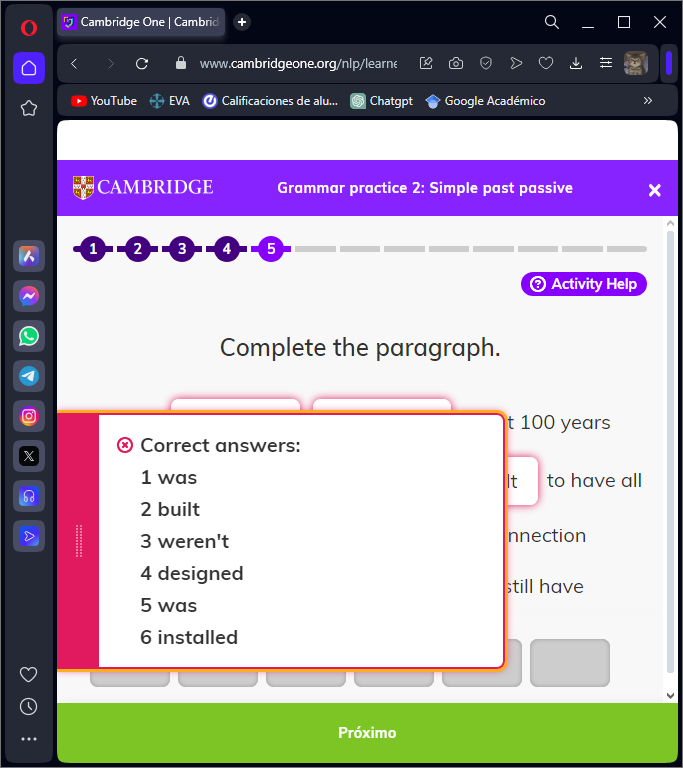 Cambridge One | Cambrid
www.cambridgeone.org/nlp/learne
YouTube
EVA
Calificaciones de alu...
Chatgpt
Google Académico
»
CAMBRIDGE
Grammar practice 2: Simple past passive
1 2 3 4 5
Activity Help
Complete the paragraph.
t 100 years
Correct answers:
1 was
2 built
lt to have all
3 weren't
nnection
4 designed
still have
5 was
6 installed
Próximo